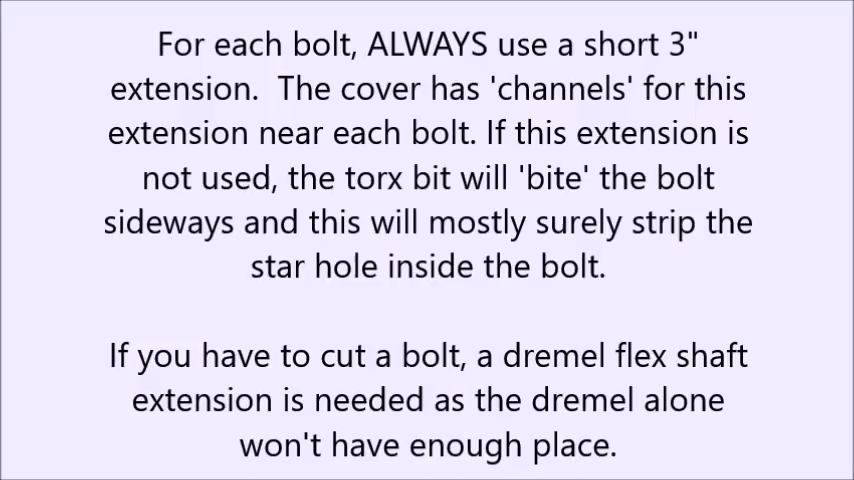 For each bolt, ALWAYS use a short 3"
extension.  The cover has 'channels' for this
extension near each bolt. If this extension is
not used, the torx bit will 'bite' the bolt
sideways and this will mostly surely strip the
star hole inside the bolt.
If you have to cut a bolt, a dremel flex shaft
extension is needed as the dremel alone
won't have enough place.